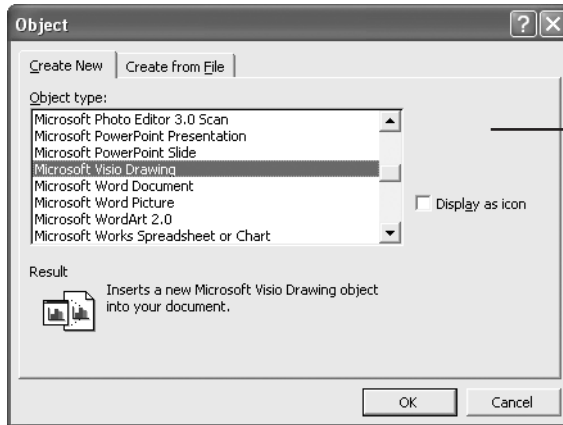 Object
Create New
Create from File
Object type:
Microsoft Photo Editor 3.0 Scan
Microsoft PowerPoint Presentation
Microsoft PowerPoint Slide
Microsoft Visio Drawing
Microsoft Word Document
Microsoft Word Picture
Microsoft WordArt 2.0
Microsoft Works Spreadsheet or Chart
Display as icon
Result
Inserts a new Microsoft Visio Drawing object
into your document.
OK
Cancel